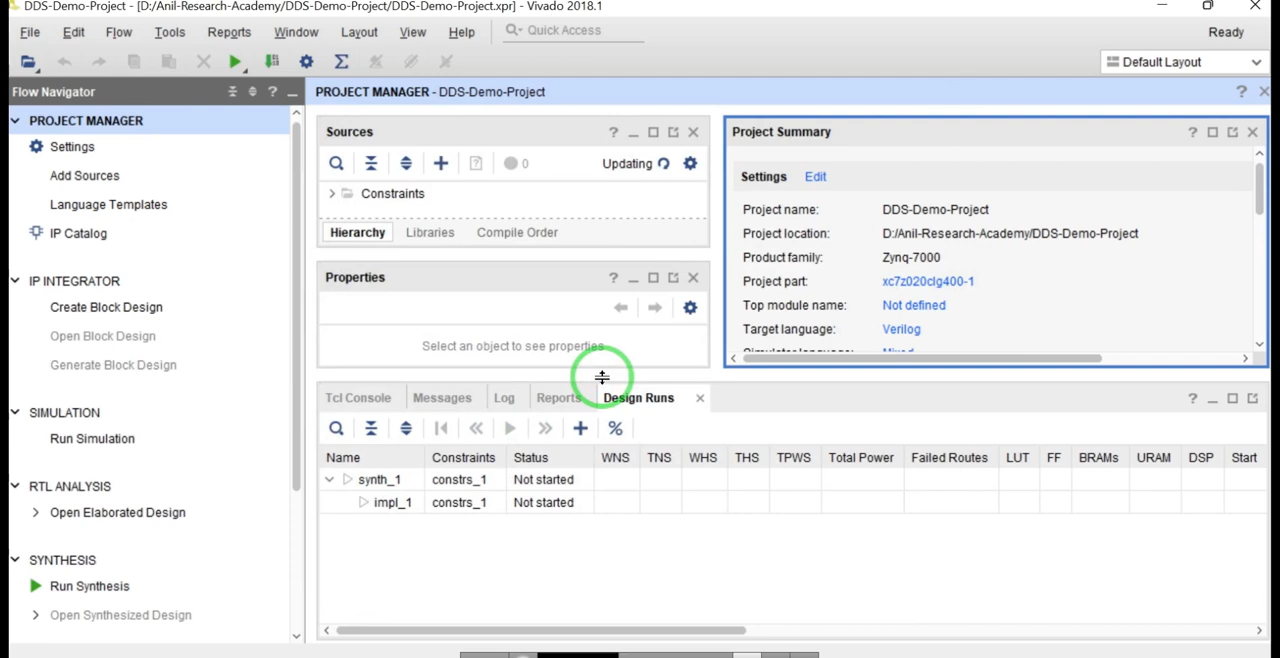 DDS-Demo-Project - [D:/Anil-Research-Academy/DDS-Demo-Project/DDS-Demo-Project.xpr] - Vivado 2018.1
File Edit Flow Tools Reports Window Layout View Help Quick Access Ready
Default Layout
Flow Navigator
PROJECT MANAGER - DDS-Demo-Project
PROJECT MANAGER
Settings
Add Sources
Language Templates
IP Catalog
IP INTEGRATOR
Create Block Design
Open Block Design
Generate Block Design
SIMULATION
Run Simulation
RTL ANALYSIS
Open Elaborated Design
SYNTHESIS
Run Synthesis
Open Synthesized Design
Sources
0 Updating
Constraints
Hierarchy Libraries Compile Order
Properties
Select an object to see properties
Project Summary
Settings Edit
Project name: DDS-Demo-Project
Project location: D:/Anil-Research-Academy/DDS-Demo-Project
Product family: Zynq-7000
Project part: xc7z020clg400-1
Top module name: Not defined
Target language: Verilog
Tcl Console Messages Log Reports Design Runs
Name Constraints Status WNS TNS WHS THS TPWS Total Power Failed Routes LUT FF BRAMs URAM DSP Start
synth_1 constrs_1 Not started
impl_1 constrs_1 Not started